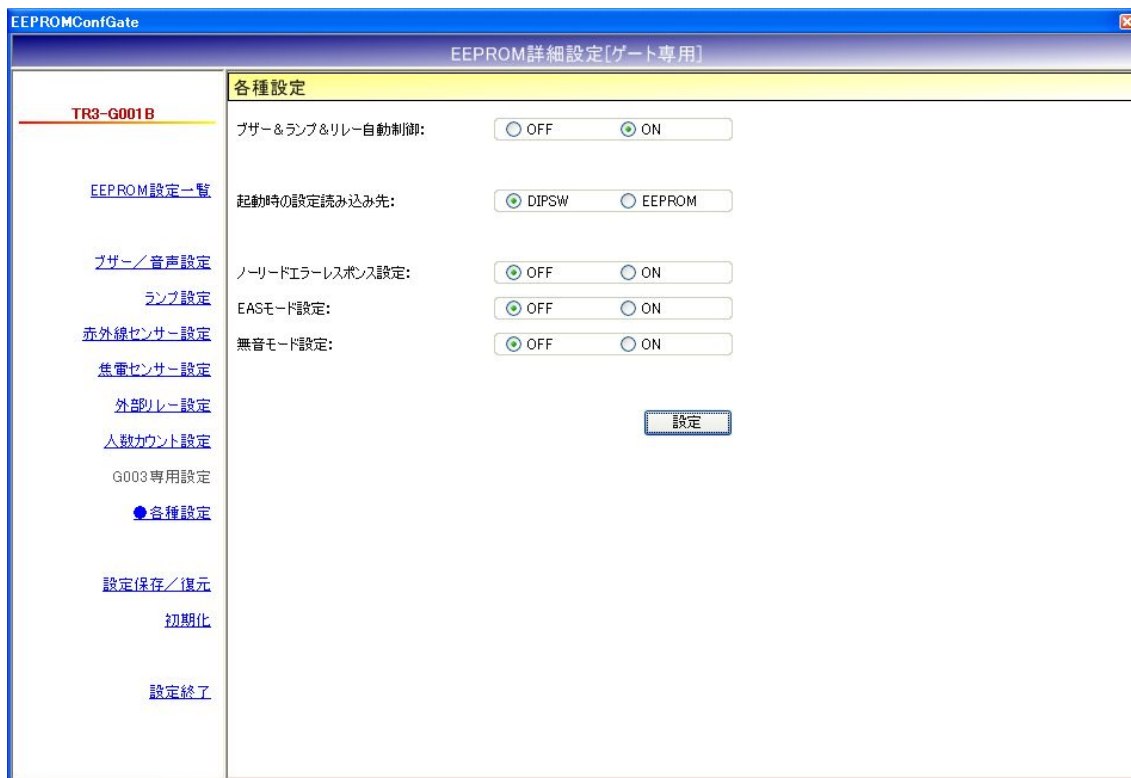 EEPROMConfGate
EEPROM詳細設定[ゲート専用]
TR3-G001B
EEPROM設定一覧
ブザー/音声設定
ランプ設定
赤外線センサー設定
焦電センサー設定
外部リレー設定
人数カウント設定
G003専用設定
●各種設定
設定保存/復元
初期化
設定終了
各種設定
ブザー&ランプ&リレー自動制御: OFF ON
起動時の設定読み込み先: DIPSW EEPROM
ノーリードエラーレスポンス設定: OFF ON
EASモード設定: OFF ON
無音モード設定: OFF ON
設定